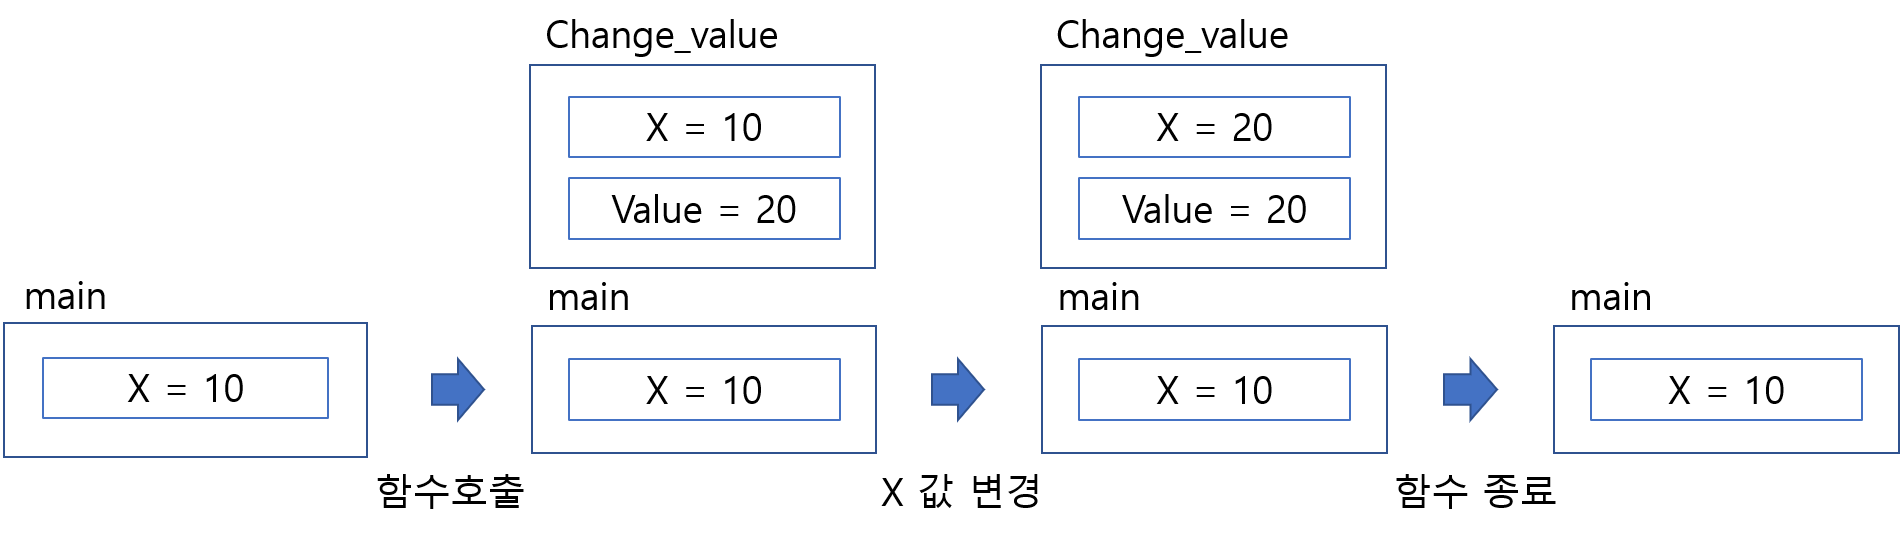 Change_value
X = 10
Value = 20
Change_value
X = 20
Value = 20
main
X = 10
main
X = 10
main
X = 10
main
X = 10
함수호출
X 값 변경
함수 종료